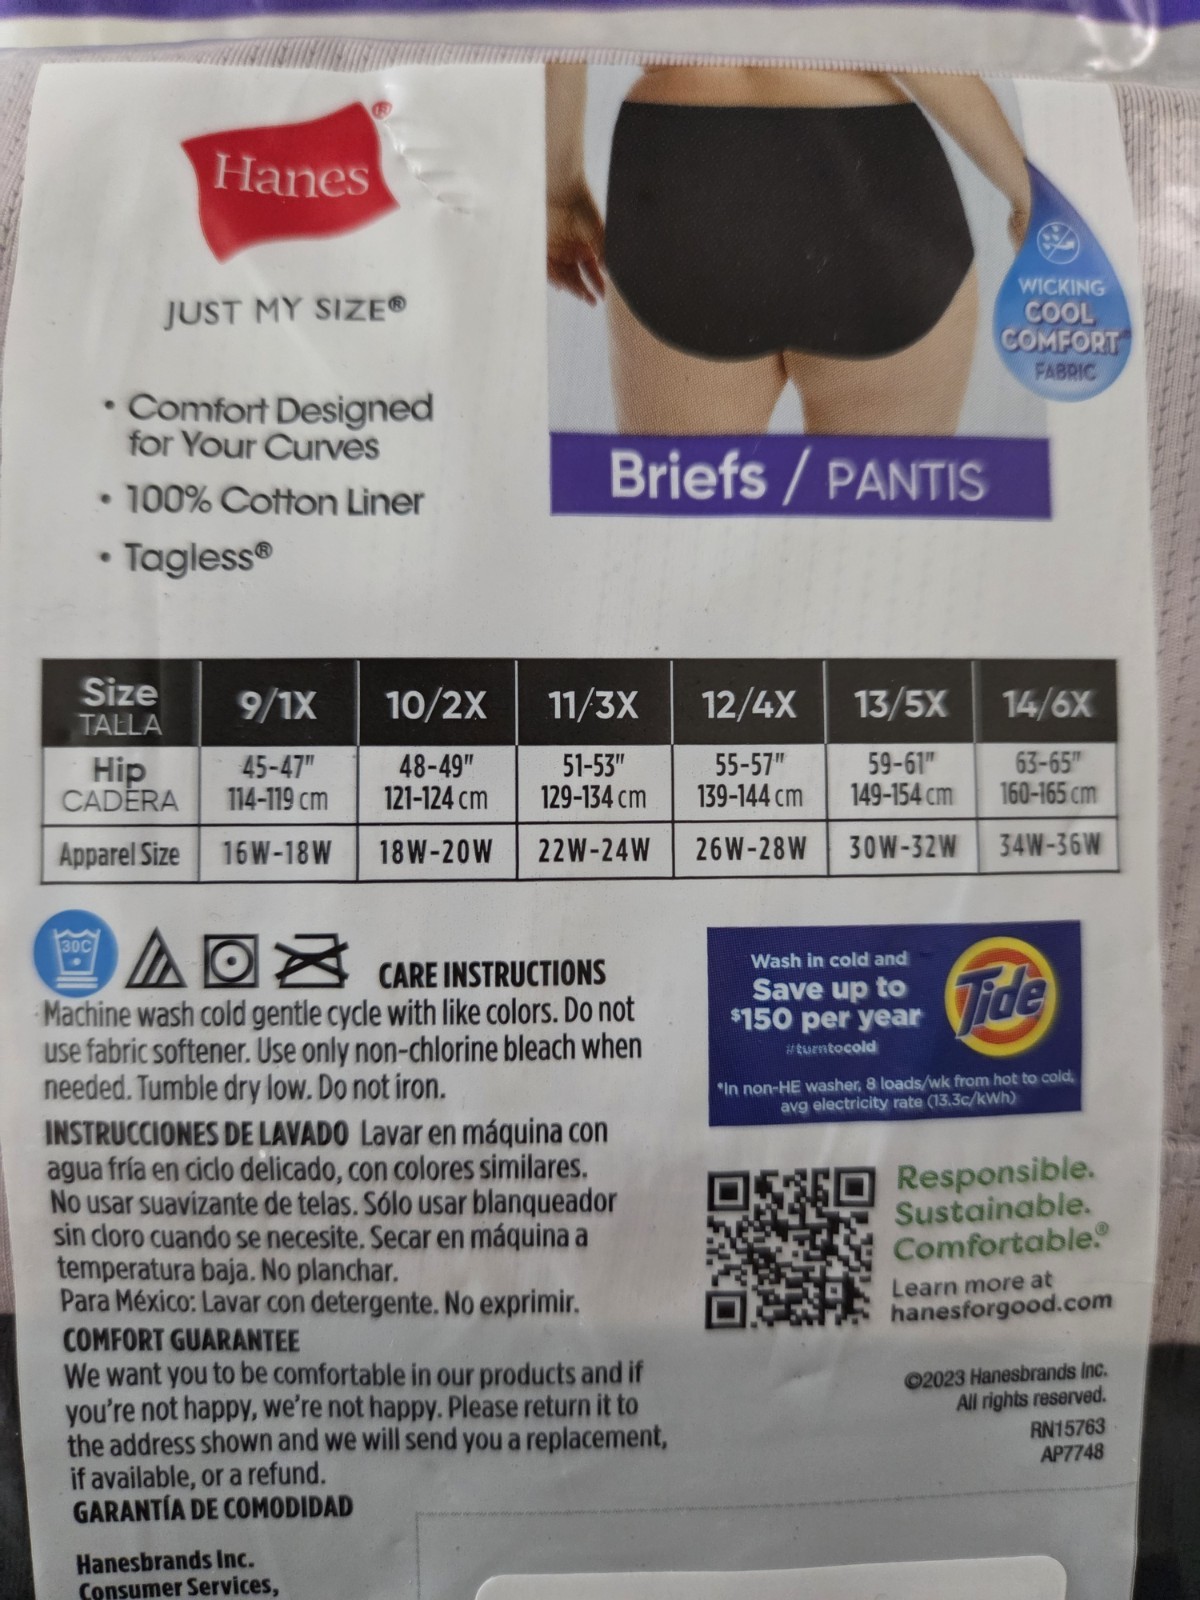 Hanes®
JUST MY SIZE®
• Comfort Designed
for Your Curves
• 100% Cotton Liner
• Tagless®
WICKING
COOL
COMFORT
FABRIC
Briefs / PANTIS
Size TALLA 9/1X 10/2X 11/3X 12/4X 13/5X 14/6X
Hip 45-47" 48-49" 51-53" 55-57" 59-61" 63-65"
CADERA 114-119 cm 121-124 cm 129-134 cm 139-144 cm 149-154 cm 160-165 cm
Apparel Size 16W-18W 18W-20W 22W-24W 26W-28W 30W-32W 34W-36W
30C
CARE INSTRUCTIONS
Machine wash cold gentle cycle with like colors. Do not
use fabric softener. Use only non-chlorine bleach when
needed. Tumble dry low. Do not iron.
INSTRUCCIONES DE LAVADO Lavar en máquina con
agua fría en ciclo delicado, con colores similares.
No usar suavizante de telas. Sólo usar blanqueador
sin cloro cuando se necesite. Secar en máquina a
temperatura baja. No planchar.
Para México: Lavar con detergente. No exprimir.
COMFORT GUARANTEE
We want you to be comfortable in our products and if
you're not happy, we're not happy. Please return it to
the address shown and we will send you a replacement,
if available, or a refund.
GARANTÍA DE COMODIDAD
Hanesbrands Inc.
Consumer Services,
Wash in cold and
Save up to
$150 per year
#turntocold
Tide
*In non-HE washer, 8 loads/wk from hot to cold,
avg electricity rate (13.3c/kWh)
Responsible.
Sustainable.
Comfortable.®
Learn more at
hanesforgood.com
©2023 Hanesbrands Inc.
All rights reserved.
RN15763
AP7748